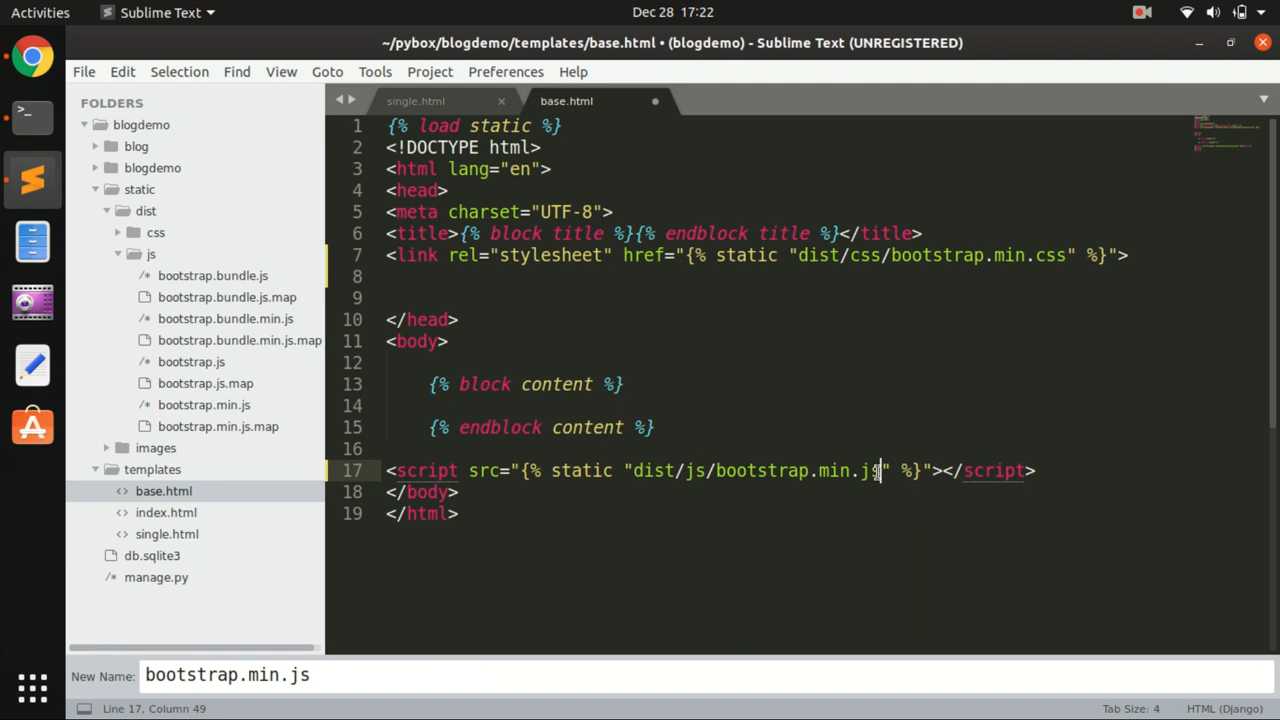 Activities
Sublime Text
Dec 28 17:22
~/pybox/blogdemo/templates/base.html • (blogdemo) - Sublime Text (UNREGISTERED)
File Edit Selection Find View Goto Tools Project Preferences Help
FOLDERS
blogdemo
blog
blogdemo
static
dist
css
js
bootstrap.bundle.js
bootstrap.bundle.js.map
bootstrap.bundle.min.js
bootstrap.bundle.min.js.map
bootstrap.js
bootstrap.js.map
bootstrap.min.js
bootstrap.min.js.map
images
templates
base.html
index.html
single.html
db.sqlite3
manage.py
single.html
base.html
1 {% load static %}
2 <!DOCTYPE html>
3 <html lang="en">
4 <head>
5 <meta charset="UTF-8">
6 <title>{% block title %}{% endblock title %}</title>
7 <link rel="stylesheet" href="{% static "dist/css/bootstrap.min.css" %}">
8
9
10 </head>
11 <body>
12
13 {% block content %}
14
15 {% endblock content %}
16
17 <script src="{% static "dist/js/bootstrap.min.js" %}"></script>
18 </body>
19 </html>
New Name: bootstrap.min.js
Line 17, Column 49
Tab Size: 4
HTML (Django)